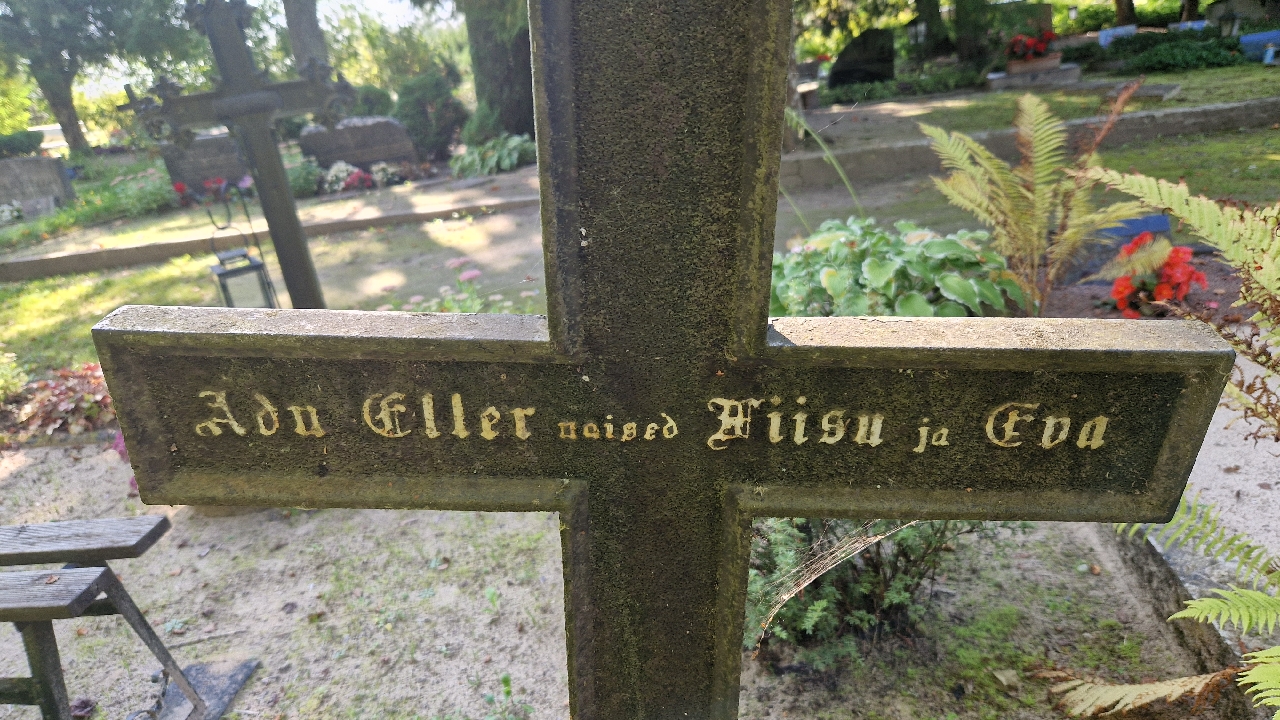 Adu Eller naised Wiisu ja Eva